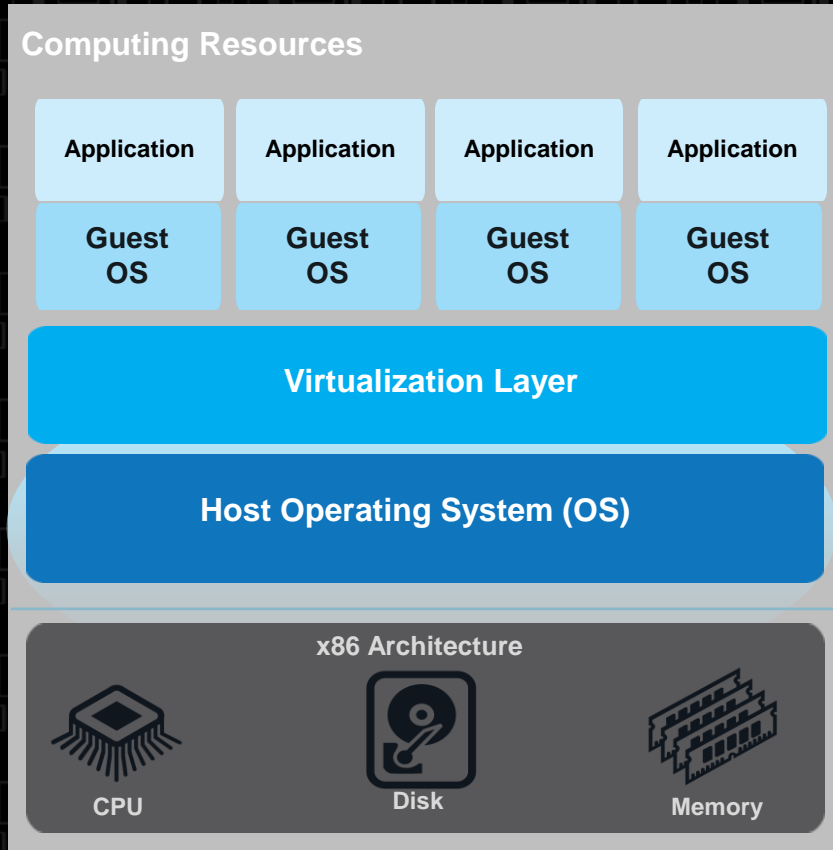 Computing Resources
Application Application Application Application
Guest Guest Guest Guest
OS OS OS OS
Virtualization Layer
Host Operating System (OS)
x86 Architecture
CPU Disk Memory